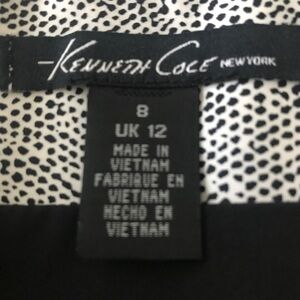 Kenneth Cole NEW YORK
8
UK 12
MADE IN
VIETNAM
FABRIQUE EN
VIETNAM
HECHO EN
VIETNAM